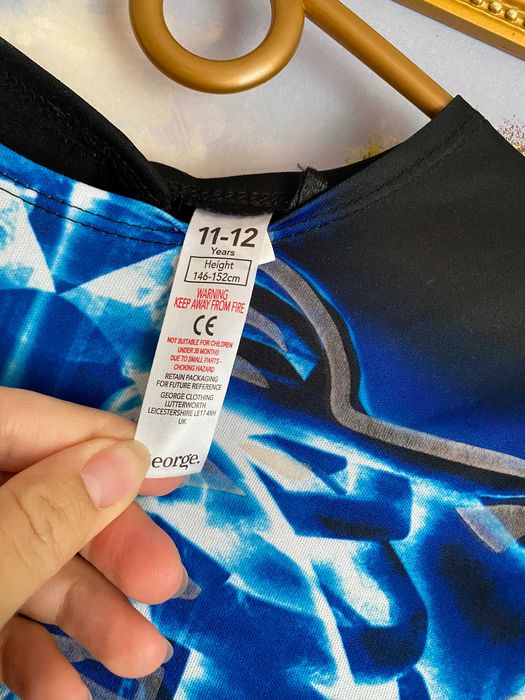 11-12
Years
Height
146-152cm
WARNING
KEEP AWAY FROM FIRE
CE
NOT SUITABLE FOR CHILDREN
UNDER 36 MONTHS
DUE TO SMALL PARTS -
CHOKING HAZARD
RETAIN PACKAGING
FOR FUTURE REFERENCE
GEORGE CLOTHING
LUTTERWORTH
LEICESTERSHIRE LE17 4XH
UK
eorge.